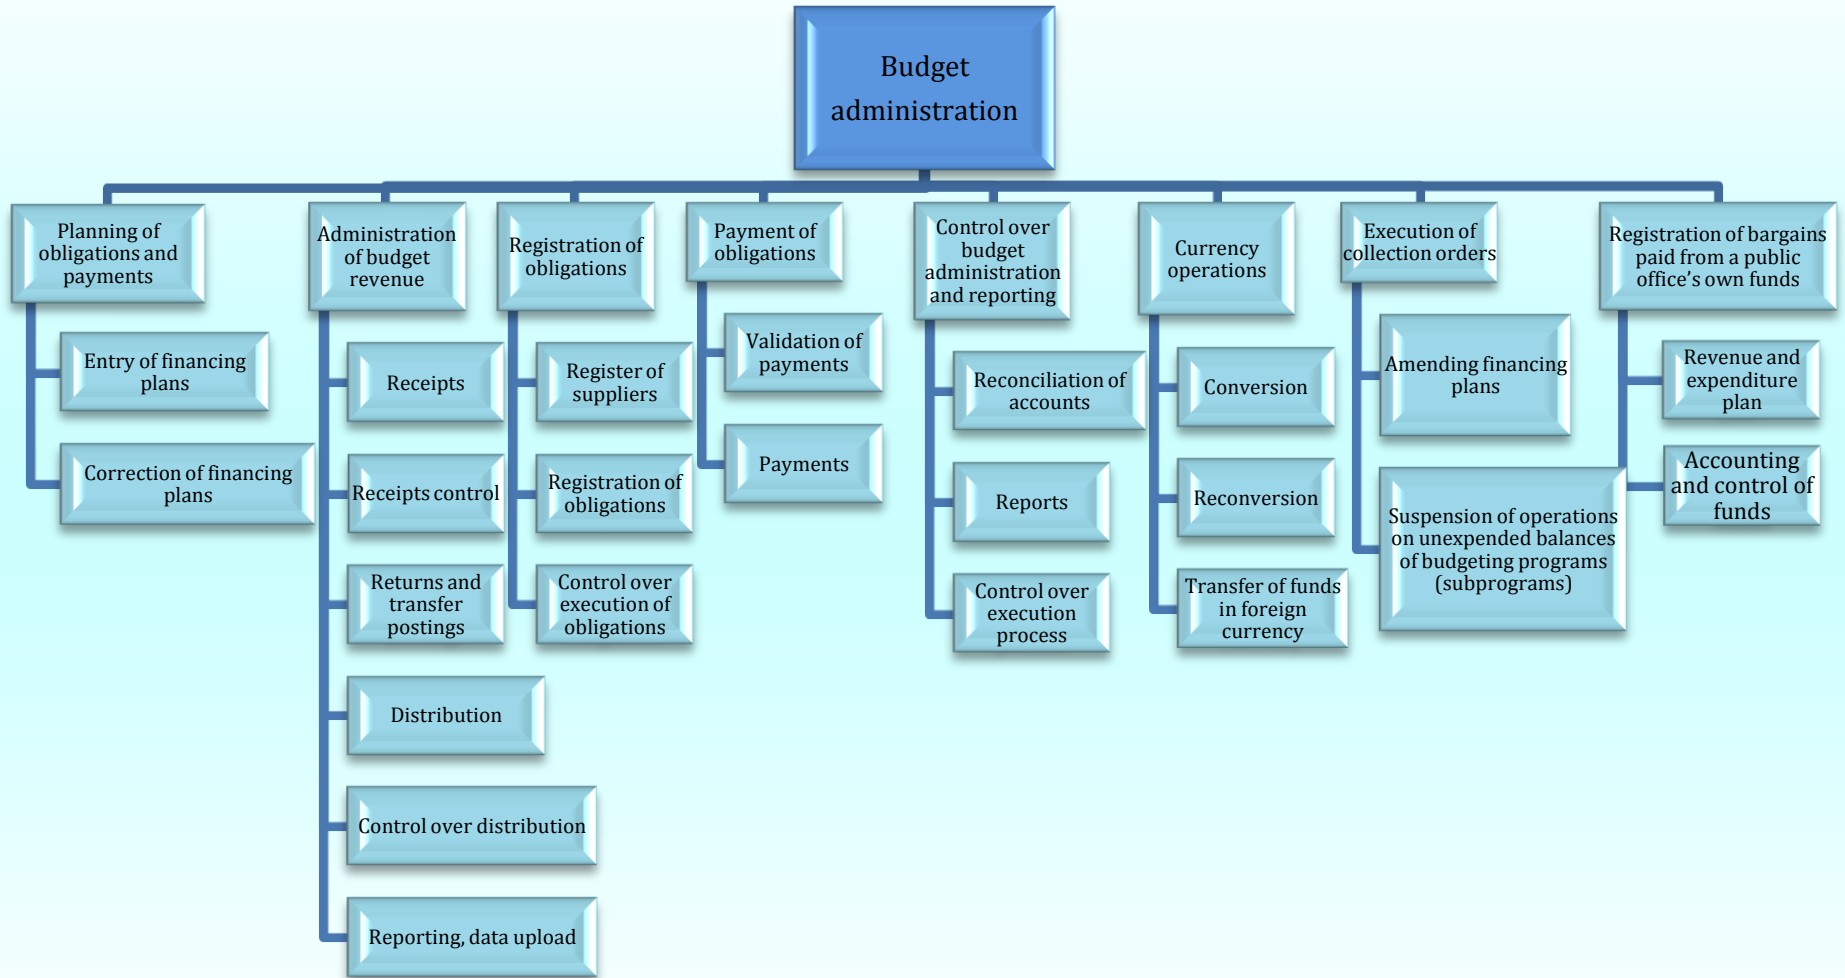 Budget
administration
Planning of
obligations and
payments
Entry of financing
plans
Correction of financing
plans
Administration
of budget
revenue
Receipts
Receipts control
Returns and
transfer
postings
Distribution
Control over distribution
Reporting, data upload
Registration of
obligations
Register of
suppliers
Registration of
obligations
Control over
execution of
obligations
Payment of
obligations
Validation of
payments
Payments
Control over
budget
administration
and reporting
Reconciliation of
accounts
Reports
Control over
execution
process
Currency
operations
Conversion
Reconversion
Transfer of funds
in foreign
currency
Execution of
collection orders
Amending financing
plans
Suspension of operations
on unexpended balances
of budgeting programs
(subprograms)
Registration of bargains
paid from a public
office’s own funds
Revenue and
expenditure
plan
Accounting
and control of
funds